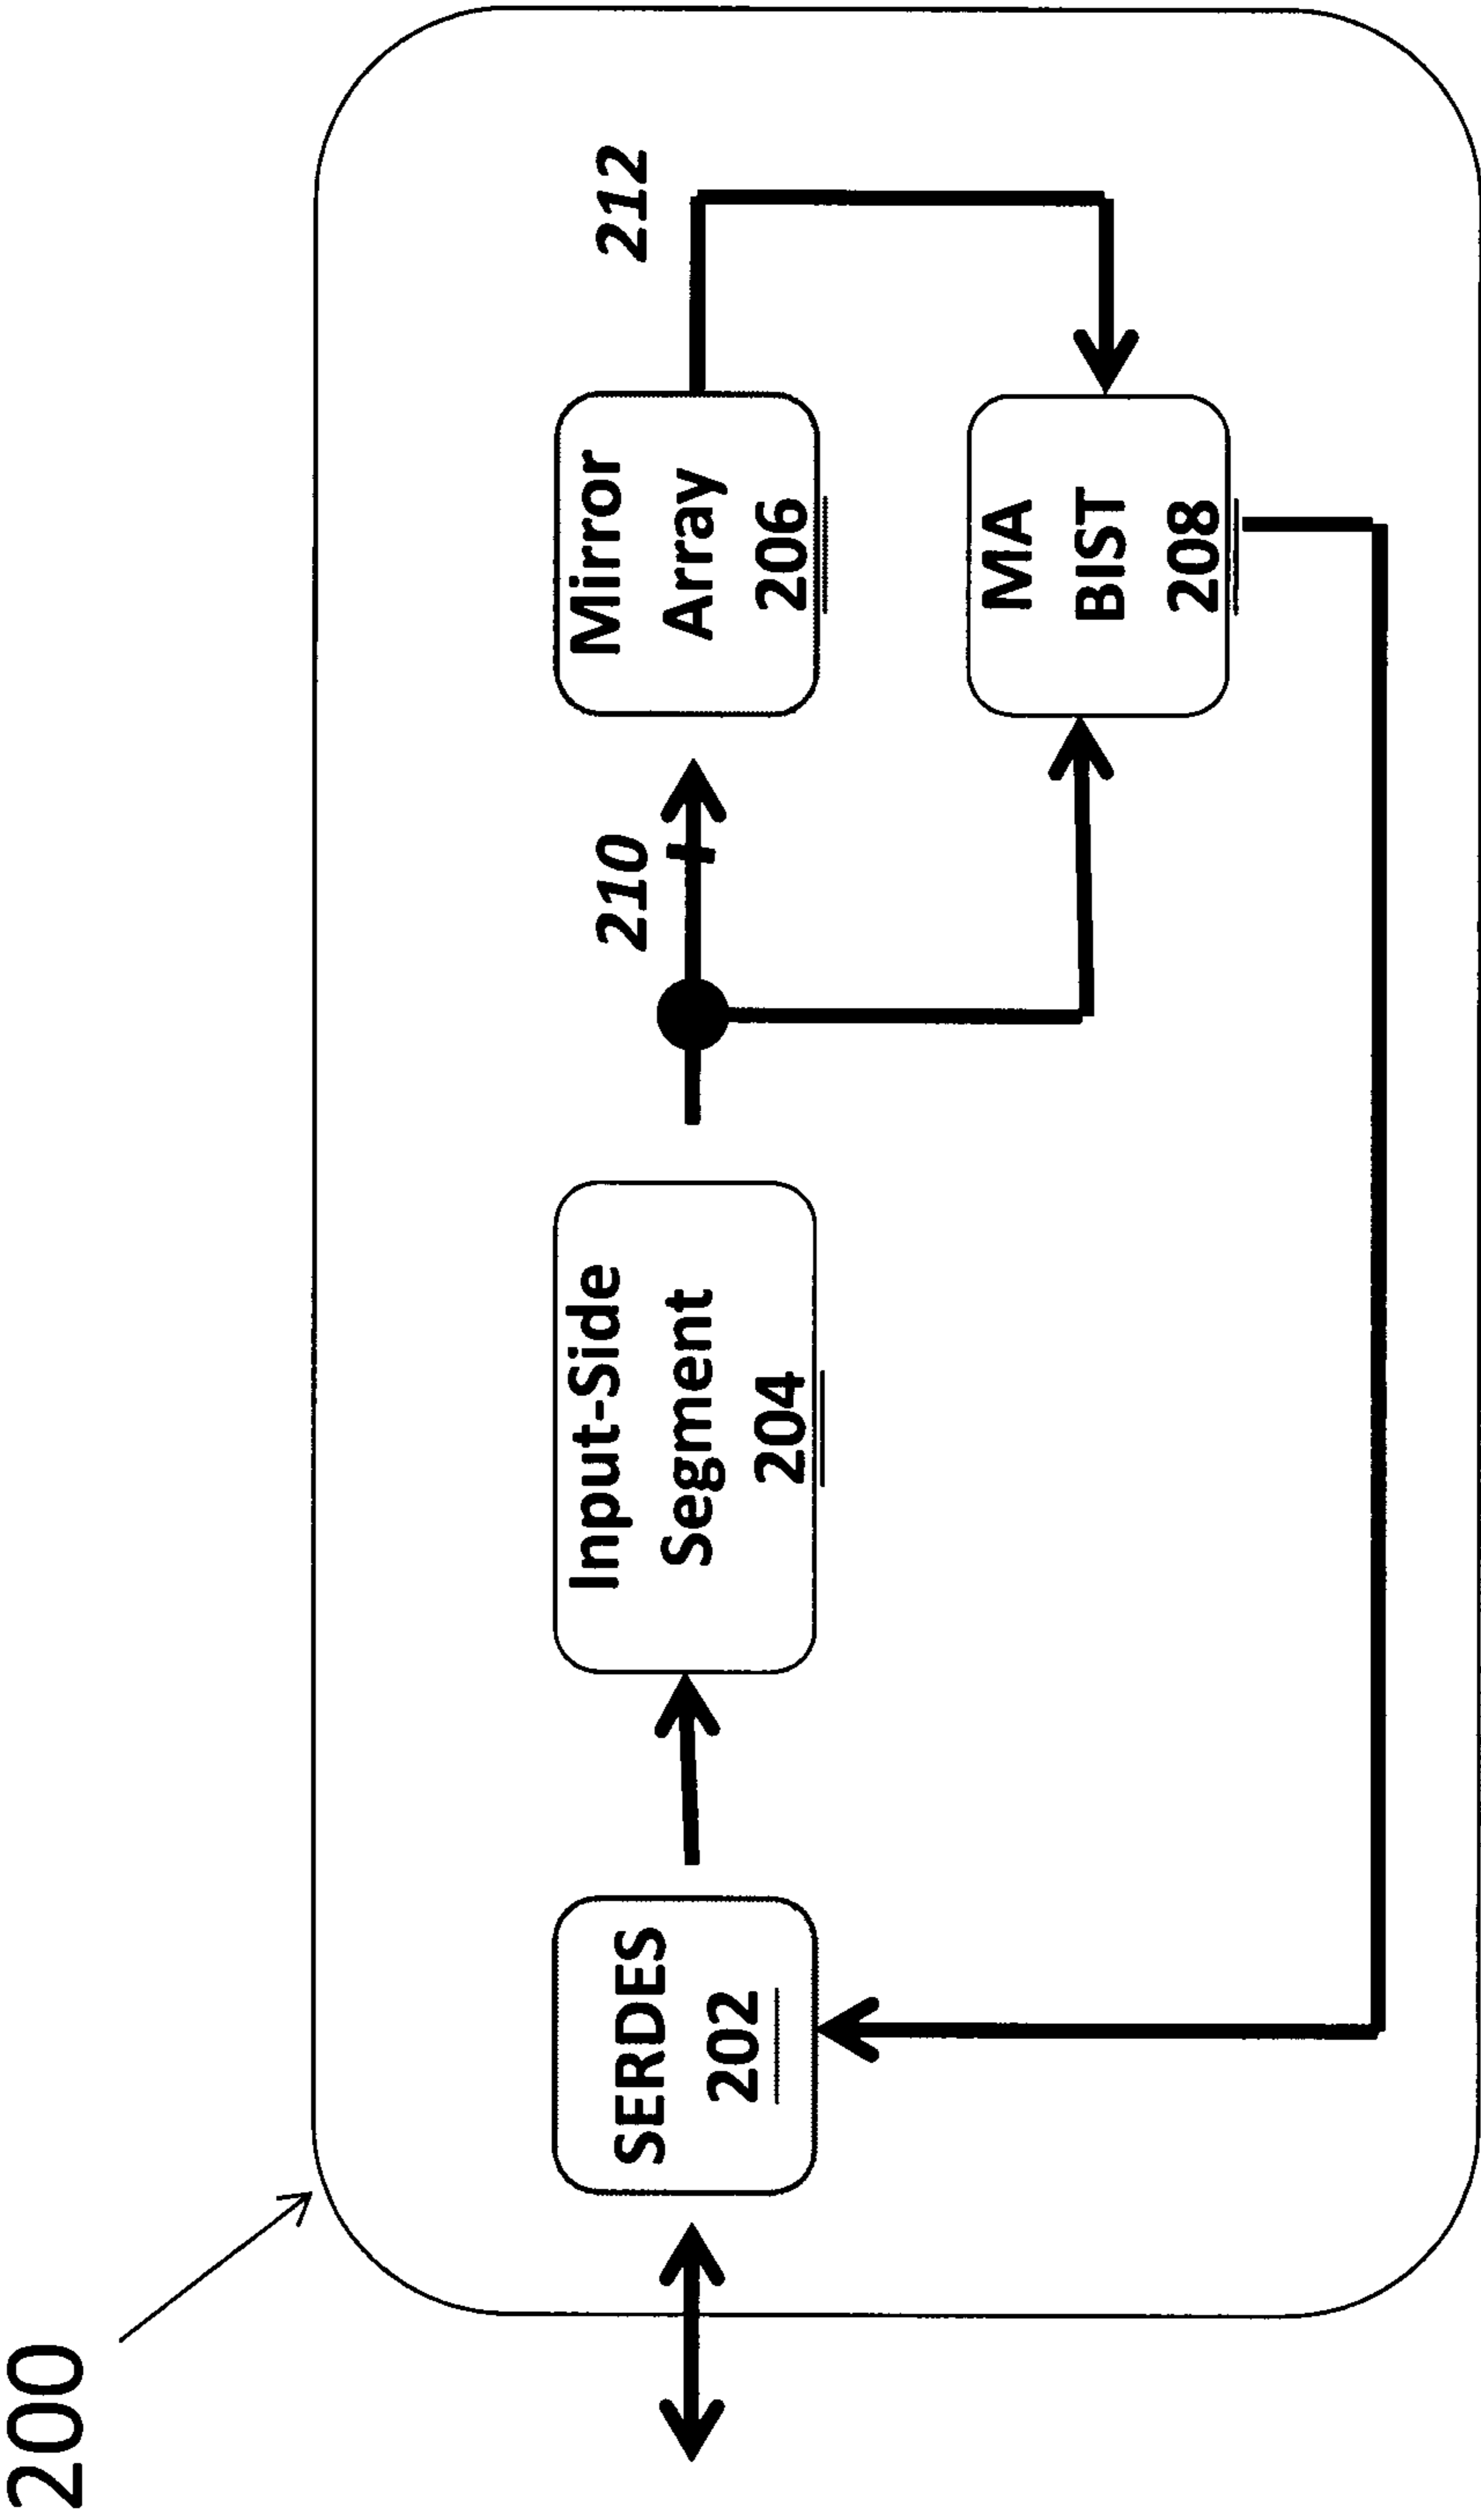 200
SERDES
202
Input-Side
Segment
204
210
Mirror
Array
206
212
MA
BIST
208